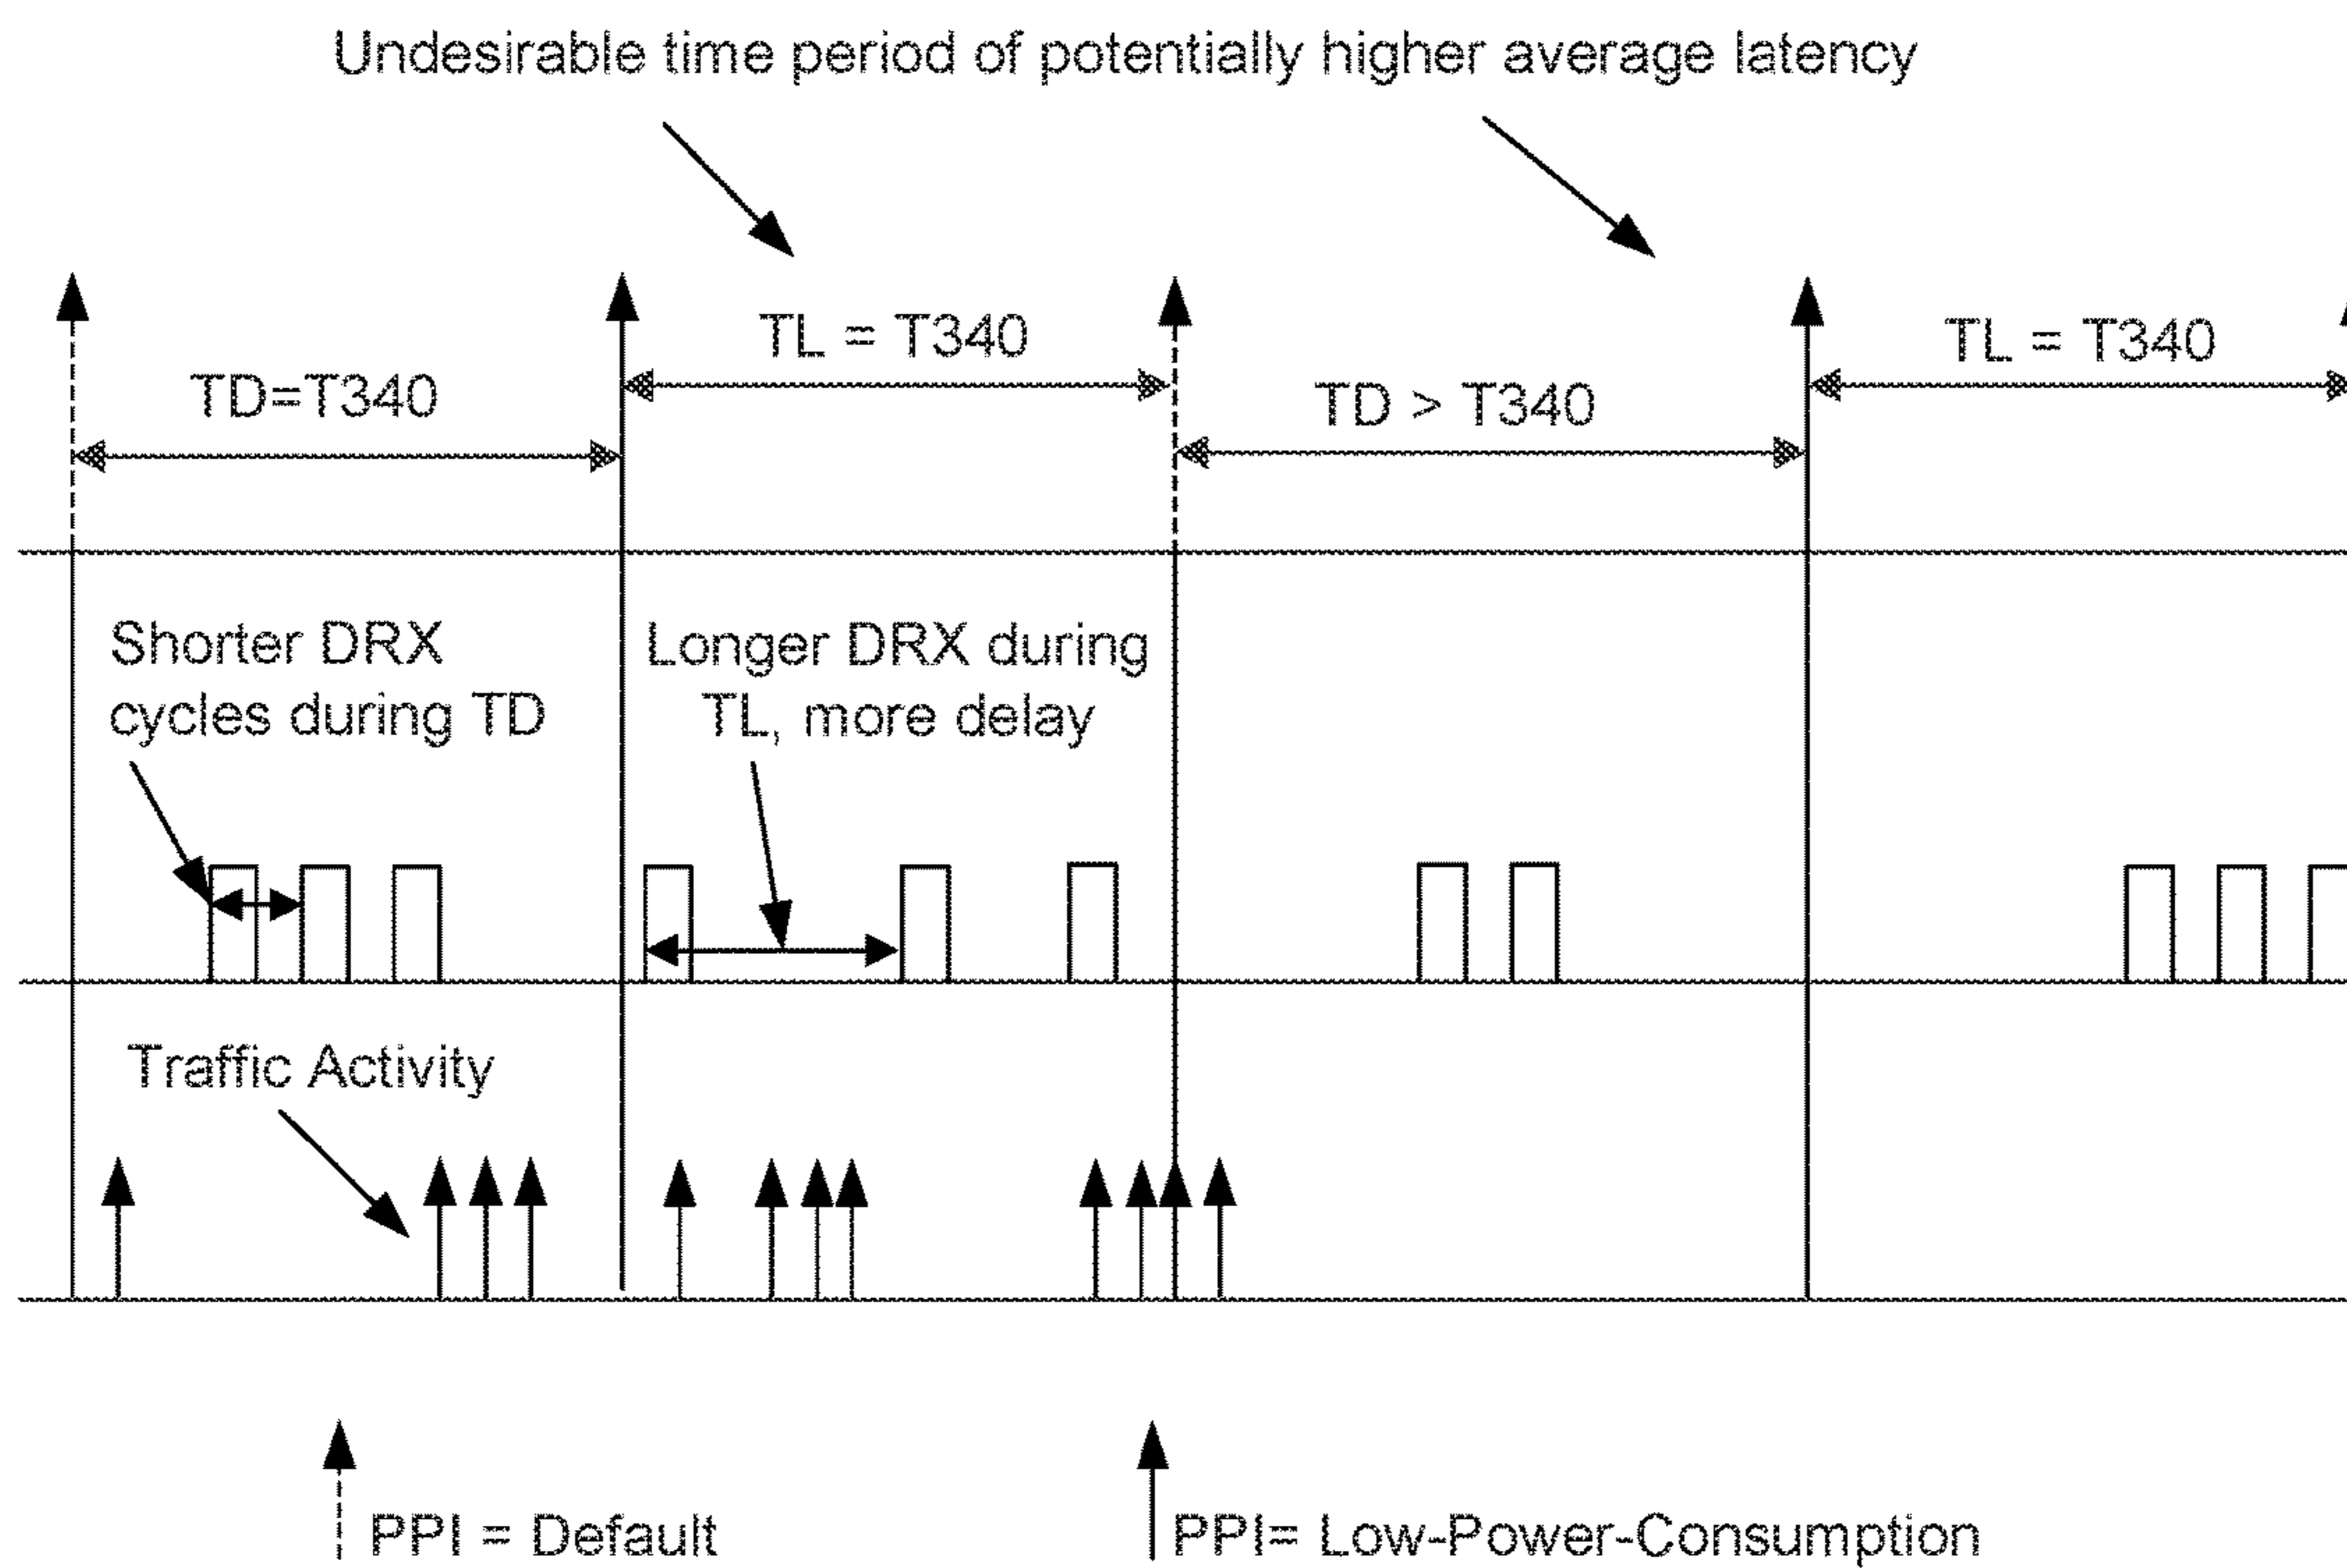 Undesirable time period of potentially higher average latency
TL = T340
TL = T340
TD=T340
TD > T340
Shorter DRX
cycles during TD
Longer DRX during
TL, more delay
Traffic Activity
PPI = Default
PPI= Low-Power-Consumption